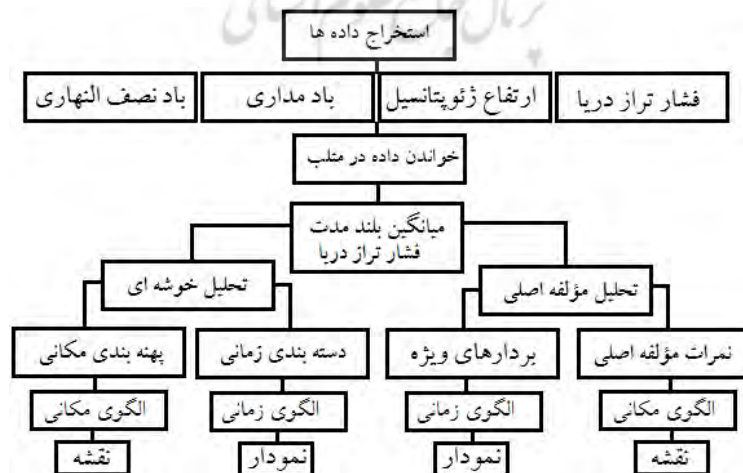 استخراج داده ها
فشار تراز دریا
ارتفاع ژئوپتانسیل
باد مداری
باد نصف النهاری
خواندن داده در متلب
میانگین بلند مدت
فشار تراز دریا
تحلیل مؤلفه اصلی
تحلیل خوشه ای
نمرات مؤلفه اصلی
بردارهای ویژه
دسته بندی زمانی
پهنه بندی مکانی
الگوی مکانی
الگوی زمانی
الگوی زمانی
الگوی مکانی
نقشه
نمودار
نمودار
نقشه